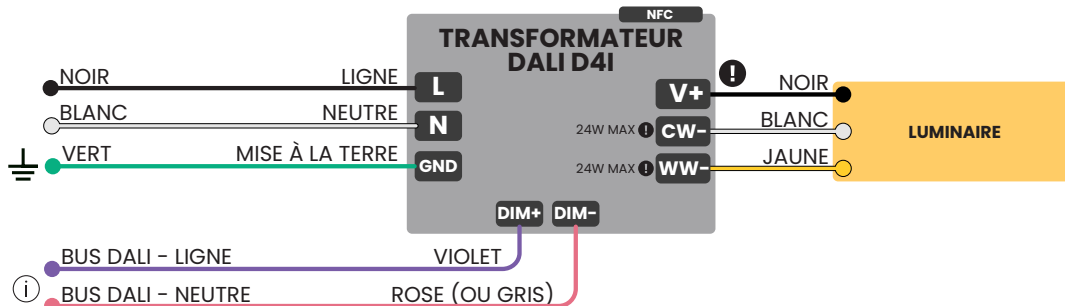 NFC
TRANSFORMATEUR
DALI D4I
NOIR LIGNE L
BLANC NEUTRE N
VERT MISE À LA TERRE GND
! V+ NOIR
24W MAX ! CW- BLANC
24W MAX ! WW- JAUNE
LUMINAIRE
DIM+ DIM-
BUS DALI - LIGNE VIOLET
i BUS DALI - NEUTRE ROSE (OU GRIS)